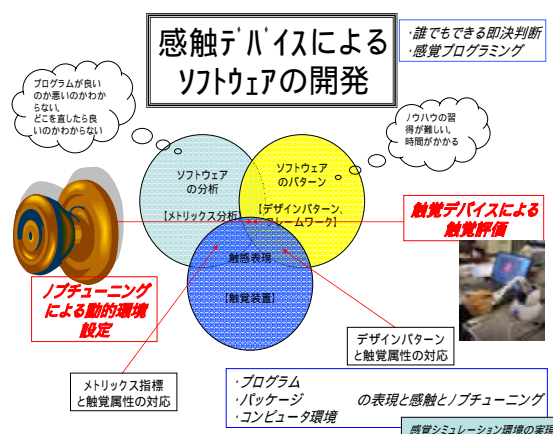 感触ﾃﾞﾊﾞｲｽによる
ｿﾌﾄｳｪｱの開発
･誰でもできる即決判断
･感覚プログラミング
プログラムが良い
のか悪いのかわか
らない、
どこを直したら良
いのかわからない
ノウハウの習
得が難しい、
時間がかかる
ソフトウェア
の分析
【メトリックス分析】
ソフトウェア
のパターン
【デザインパターン、
フレームワーク】
触覚デバイスによる
触覚評価
触感表現
【触覚装置】
ノブチューニング
による動的環境
設定
デザインパターン
と触覚属性の対応
メトリックス指標
と触覚属性の対応
･プログラム
･パッケージ の表現と感触とノブチューニング
･コンピュータ環境
感覚シミュレーション環境の実現